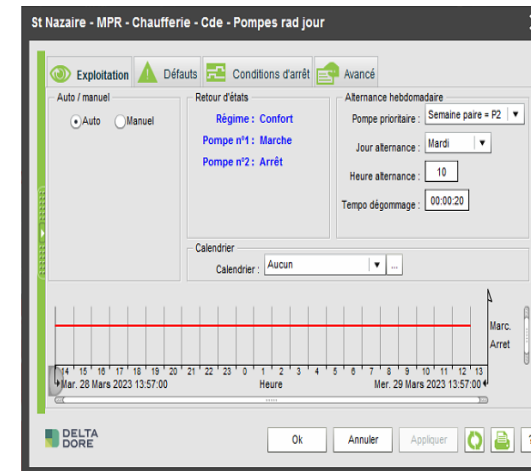 St Nazaire - MPR - Chaufferie - Cde - Pompes rad jour
Exploitation Défauts Conditions d'arrêt Avancé
Auto / manuel
Auto Manuel
Retour d'états
Régime : Confort
Pompe n°1 : Marche
Pompe n°2 : Arrêt
Alternance hebdomadaire
Pompe prioritaire : Semaine paire = P2
Jour alternance : Mardi
Heure alternance : 10
Tempo dégommage : 00:00:20
Calendrier
Calendrier : Aucun ...
Marc.
Arret
14 15 16 17 18 19 20 21 22 23 0 1 2 3 4 5 6 7 8 9 10 11 12 13
Mar. 28 Mars 2023 13:57:00 Heure Mer. 29 Mars 2023 13:57:00
DELTA DORE
Ok Annuler Appliquer ?